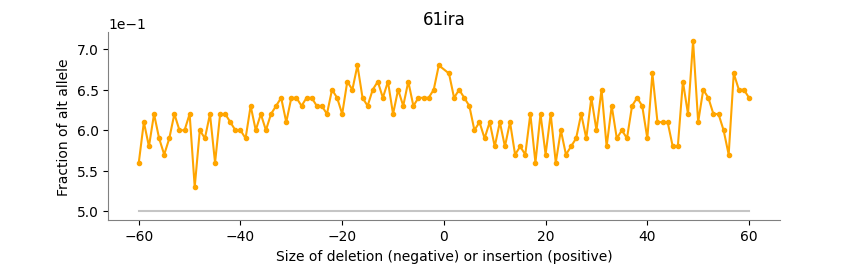 61ira
1e−1
7.0
6.5
6.0
5.5
5.0
Fraction of alt allele
−60 −40 −20 0 20 40 60
Size of deletion (negative) or insertion (positive)